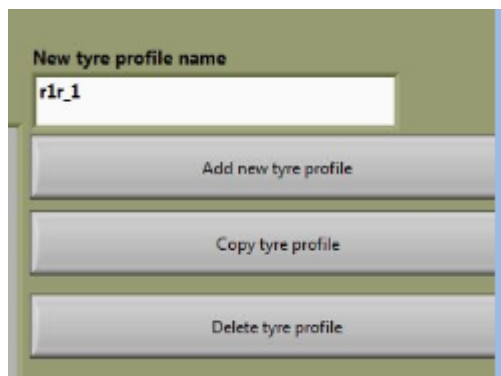 New tyre profile name
r1r_1
Add new tyre profile
Copy tyre profile
Delete tyre profile